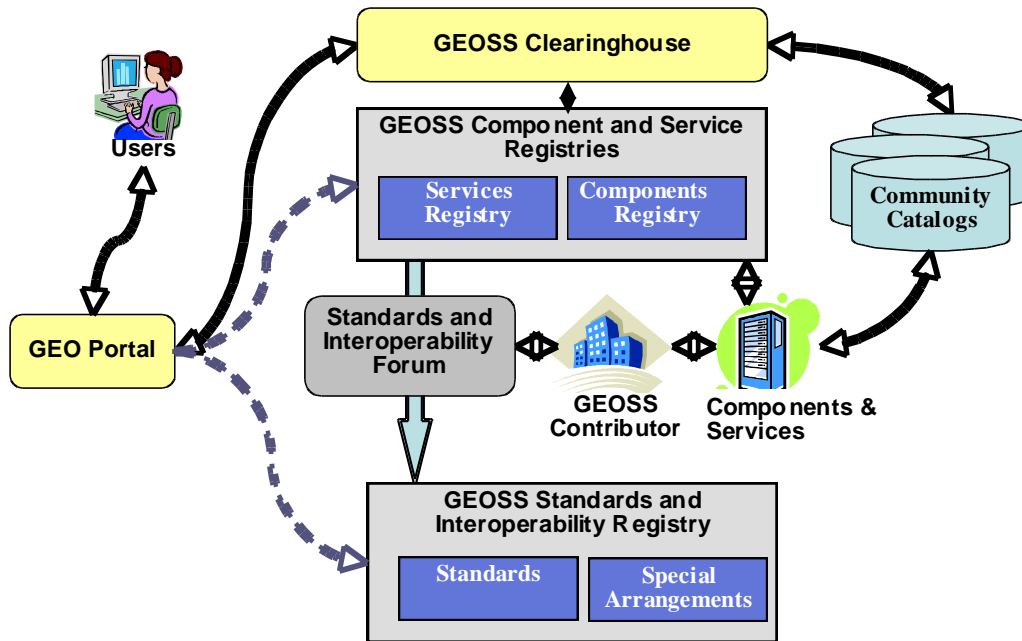 GEOSS Clearinghouse
Users
GEOSS Component and Service
Registries
Services
Registry
Components
Registry
Community
Catalogs
GEO Portal
Standards and
Interoperability
Forum
GEOSS
Contributor
Components &
Services
GEOSS Standards and
Interoperability Registry
Standards
Special
Arrangements